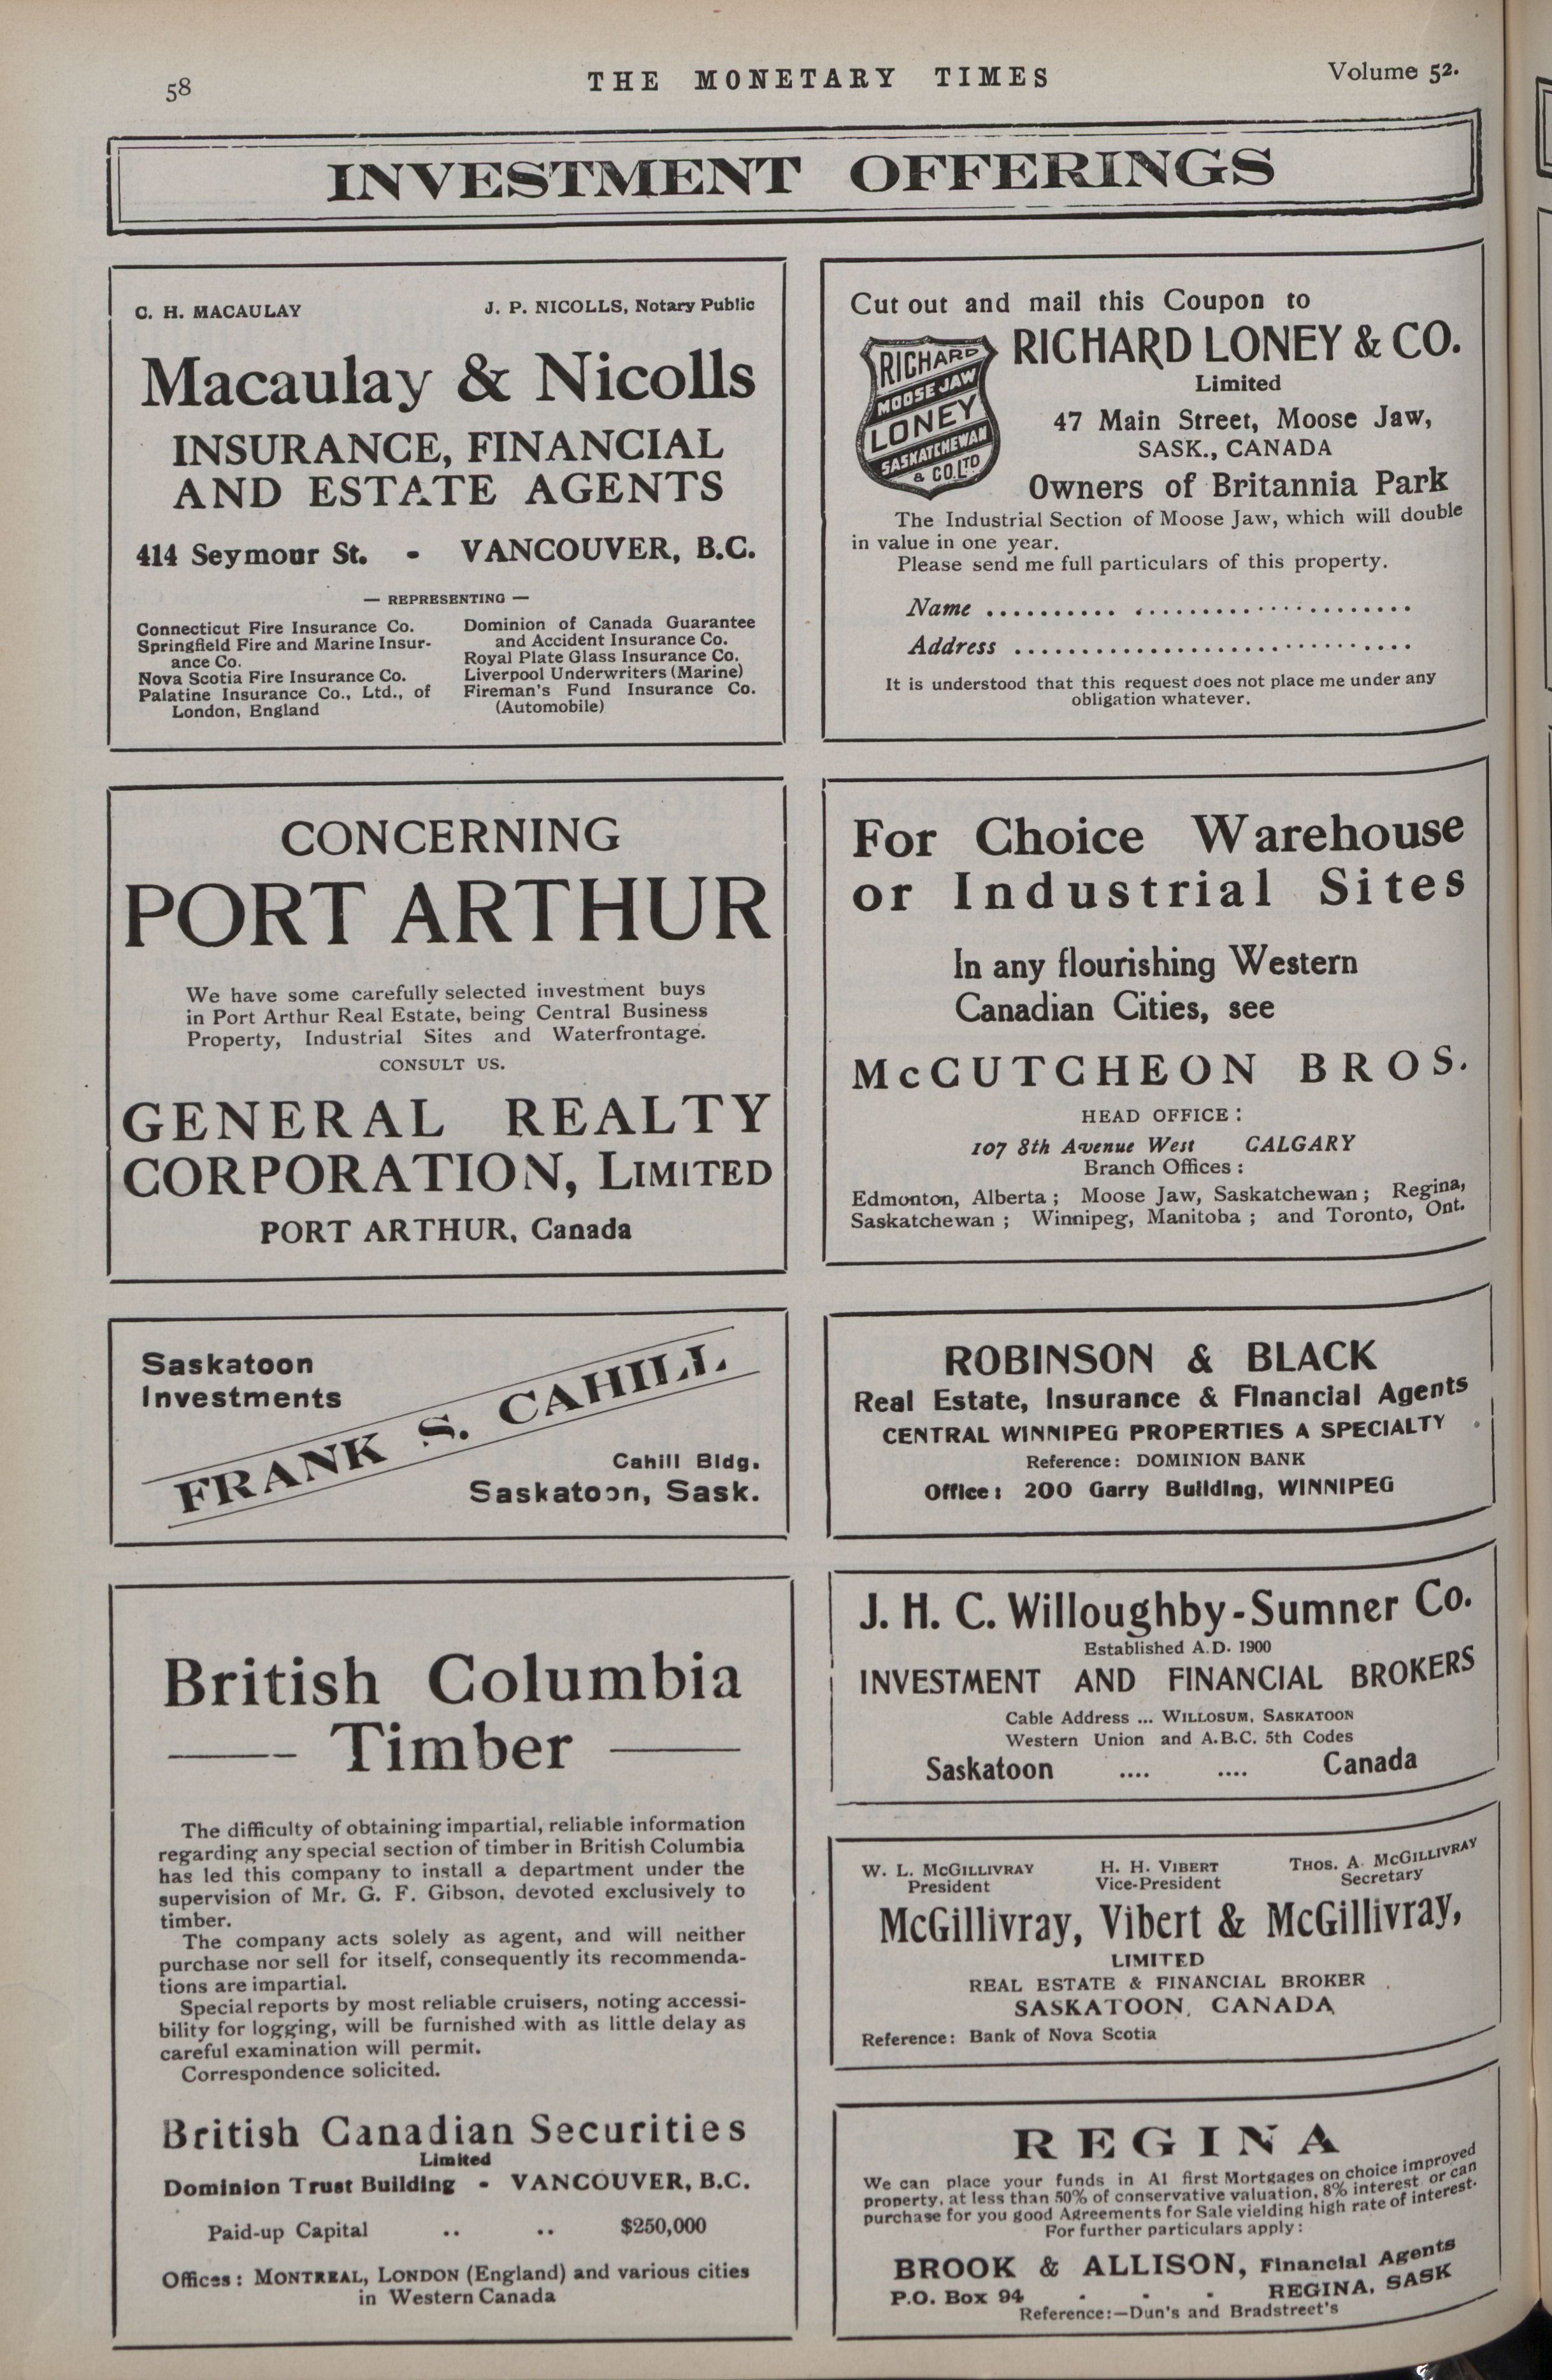 58
THE MONETARY TIMES
Volume 52.
INVESTMENT OFFERINGS
C. H. MACAULAY
J. P. NICOLLS, Notary Public
Macaulay & Nicolls
INSURANCE, FINANCIAL
AND ESTATE AGENTS
414 Seymour St. - VANCOUVER, B.C.
— REPRESENTING —
Connecticut Fire Insurance Co.
Springfield Fire and Marine Insur-
ance Co.
Nova Scotia Fire Insurance Co.
Palatine Insurance Co., Ltd., of
London, England
Dominion of Canada Guarantee
and Accident Insurance Co.
Royal Plate Glass Insurance Co.
Liverpool Underwriters (Marine)
Fireman's Fund Insurance Co.
(Automobile)
Cut out and mail this Coupon to
RICHARD
MOOSE JAW
LONEY
SASKATCHEWAN
& CO. LTD
RICHARD LONEY & CO.
Limited
47 Main Street, Moose Jaw,
SASK., CANADA
Owners of Britannia Park
The Industrial Section of Moose Jaw, which will double
in value in one year.
Please send me full particulars of this property.
Name ................................
Address ..............................
It is understood that this request does not place me under any
obligation whatever.
CONCERNING
PORT ARTHUR
We have some carefully selected investment buys
in Port Arthur Real Estate, being Central Business
Property, Industrial Sites and Waterfrontage.
CONSULT US.
GENERAL REALTY
CORPORATION, LIMITED
PORT ARTHUR, Canada
For Choice Warehouse
or Industrial Sites
In any flourishing Western
Canadian Cities, see
McCUTCHEON BROS.
HEAD OFFICE :
107 8th Avenue West CALGARY
Branch Offices :
Edmonton, Alberta ; Moose Jaw, Saskatchewan ; Regina,
Saskatchewan ; Winnipeg, Manitoba ; and Toronto, Ont.
Saskatoon
Investments
FRANK S. CAHILL
Cahill Bldg.
Saskatoon, Sask.
ROBINSON & BLACK
Real Estate, Insurance & Financial Agents
CENTRAL WINNIPEG PROPERTIES A SPECIALTY
Reference: DOMINION BANK
Office: 200 Garry Building, WINNIPEG
British Columbia
Timber
The difficulty of obtaining impartial, reliable information
regarding any special section of timber in British Columbia
has led this company to install a department under the
supervision of Mr. G. F. Gibson, devoted exclusively to
timber.
The company acts solely as agent, and will neither
purchase nor sell for itself, consequently its recommenda-
tions are impartial.
Special reports by most reliable cruisers, noting accessi-
bility for logging, will be furnished with as little delay as
careful examination will permit.
Correspondence solicited.
British Canadian Securities
Limited
Dominion Trust Building - VANCOUVER, B.C.
Paid-up Capital .. .. $250,000
Offices: MONTREAL, LONDON (England) and various cities
in Western Canada
J. H. C. Willoughby-Sumner Co.
Established A.D. 1900
INVESTMENT AND FINANCIAL BROKERS
Cable Address ... WILLOSUM, SASKATOON
Western Union and A.B.C. 5th Codes
Saskatoon .... .... Canada
W. L. MCGILLIVRAY
President
H. H. VIBERT
Vice-President
THOS. A. MCGILLIVRAY
Secretary
McGillivray, Vibert & McGillivray,
LIMITED
REAL ESTATE & FINANCIAL BROKER
SASKATOON, CANADA
Reference: Bank of Nova Scotia
REGINA
We can place your funds in A1 first Mortgages on choice improved
property, at less than 50% of conservative valuation, 8% interest or can
purchase for you good Agreements for Sale yielding high rate of interest.
For further particulars apply:
BROOK & ALLISON, Financial Agents
P.O. Box 94 - - - REGINA, SASK
Reference:—Dun's and Bradstreet's